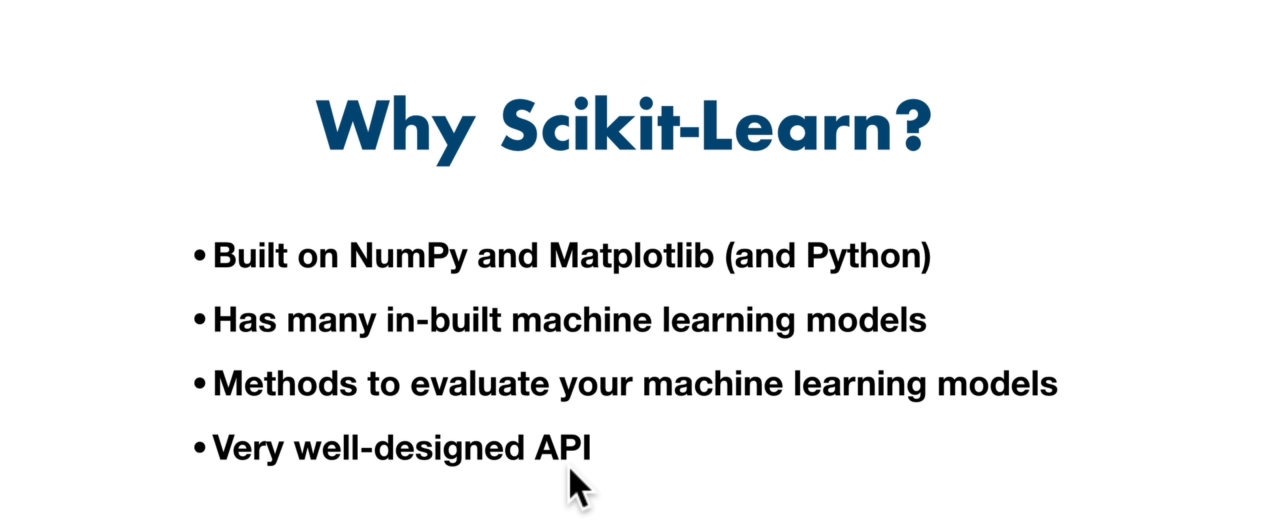 Why Scikit-Learn?
• Built on NumPy and Matplotlib (and Python)
• Has many in-built machine learning models
• Methods to evaluate your machine learning models
• Very well-designed API